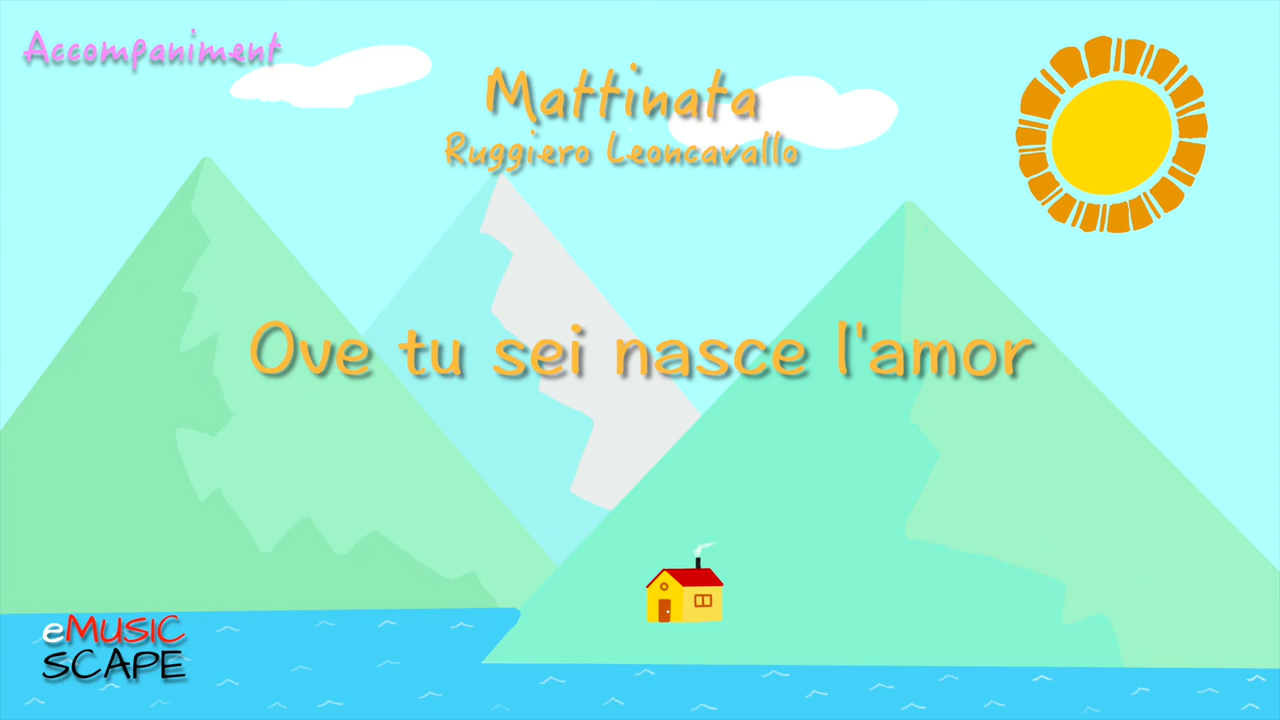 Accompaniment
Mattinata
Ruggiero Leoncavallo
Ove tu sei nasce l'amor
eMUSIC
SCAPE